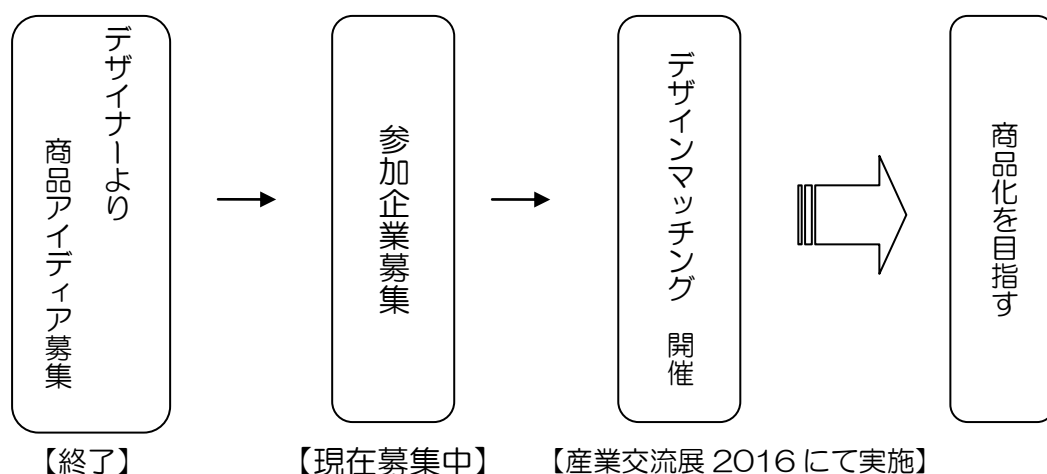 デザイナーより
商品アイディア募集
参加企業募集
デザインマッチング　開催
商品化を目指す
【終了】
【現在募集中】
【産業交流展 2016 にて実施】